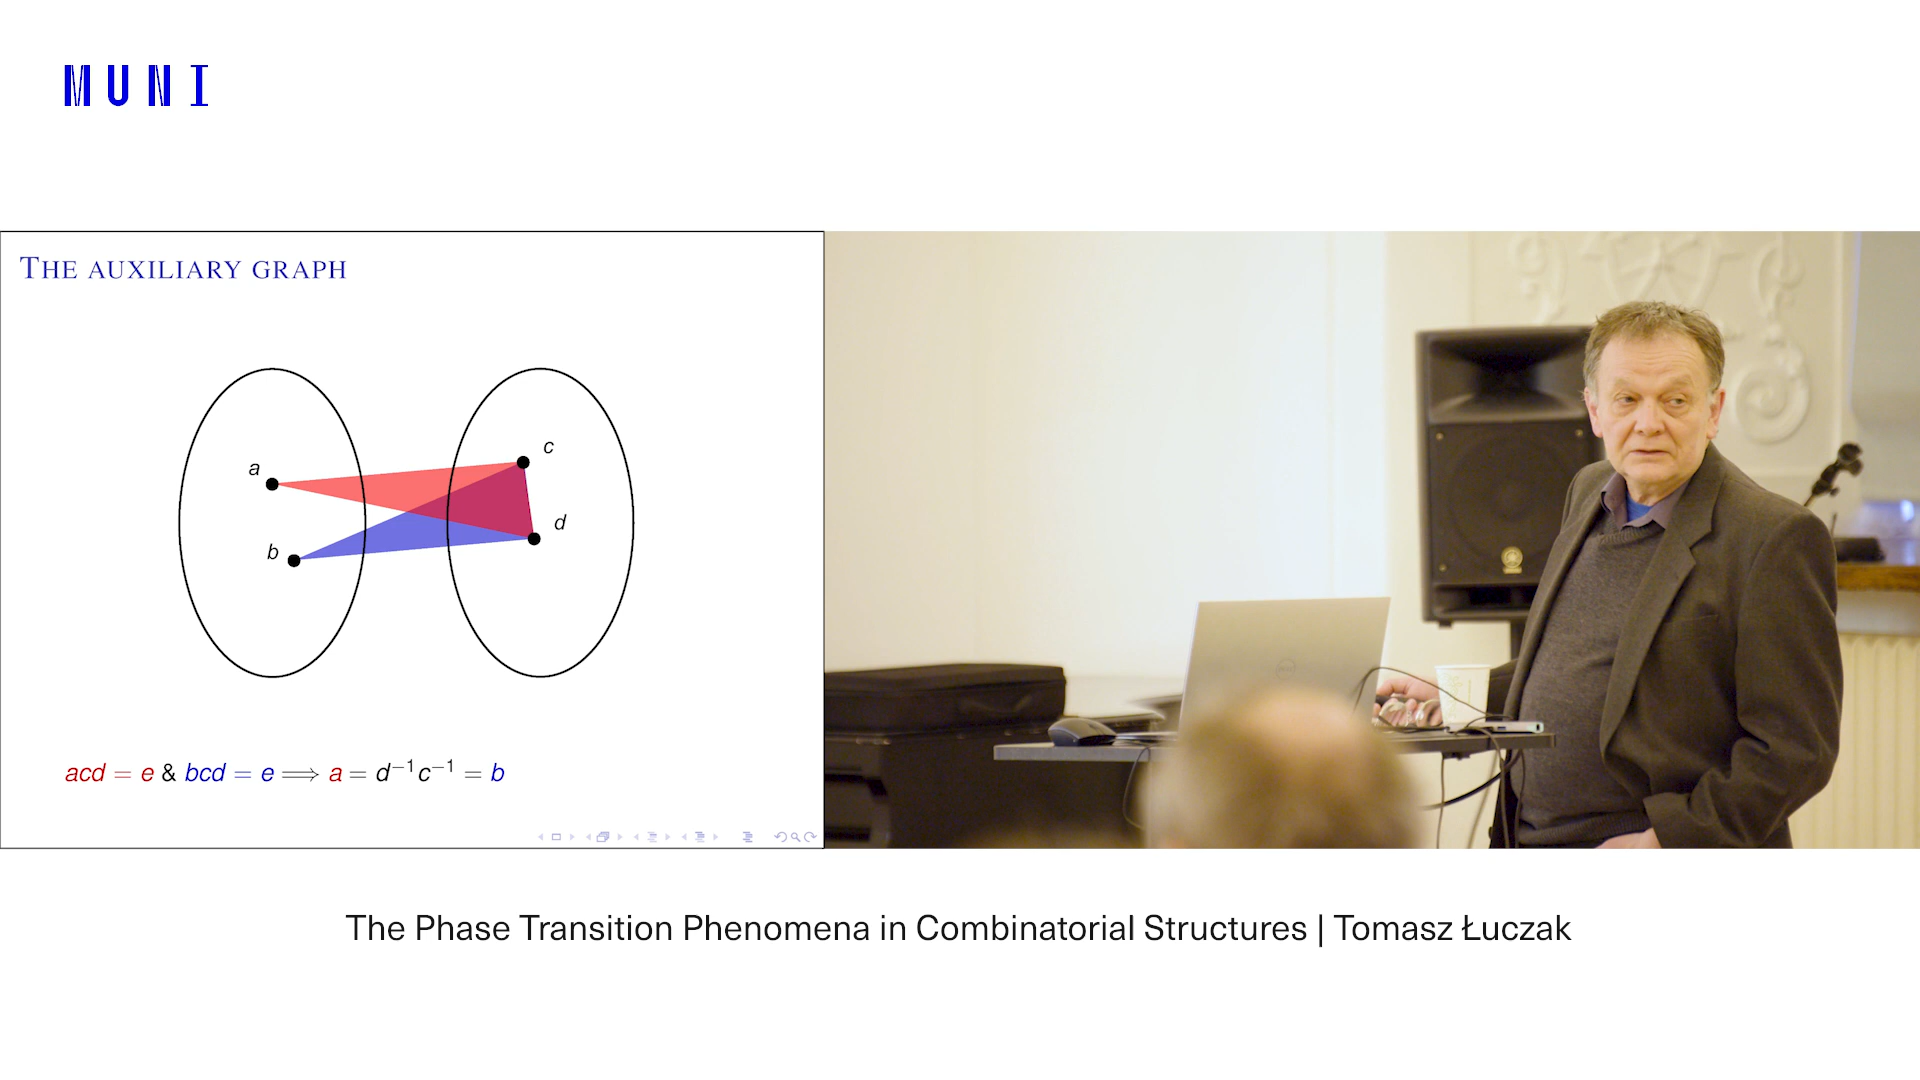 MUNI
THE AUXILIARY GRAPH
c
a
d
b
acd = e & bcd = e ⟹ a = d⁻¹c⁻¹ = b
The Phase Transition Phenomena in Combinatorial Structures | Tomasz Łuczak